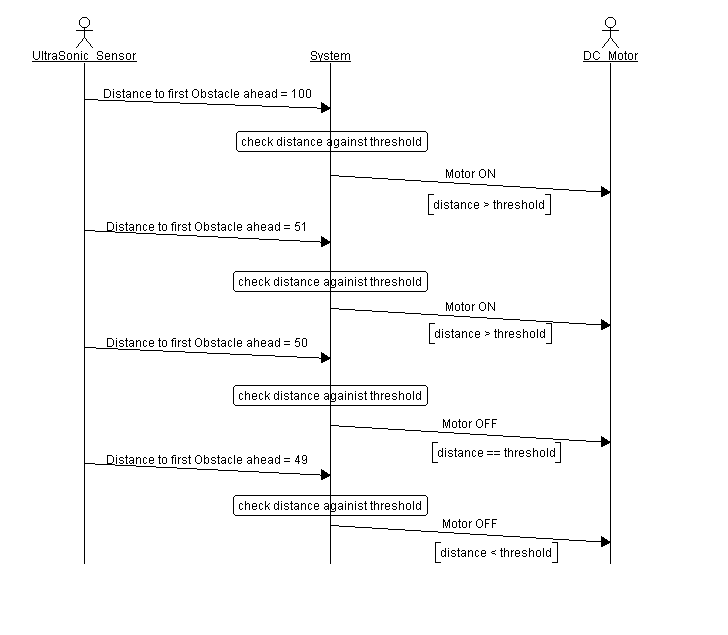 UltraSonic_Sensor
System
DC_Motor
Distance to first Obstacle ahead = 100
check distance against threshold
Motor ON
distance > threshold
Distance to first Obstacle ahead = 51
check distance againist threshold
Motor ON
distance > threshold
Distance to first Obstacle ahead = 50
check distance againist threshold
Motor OFF
distance == threshold
Distance to first Obstacle ahead = 49
check distance againist threshold
Motor OFF
distance < threshold